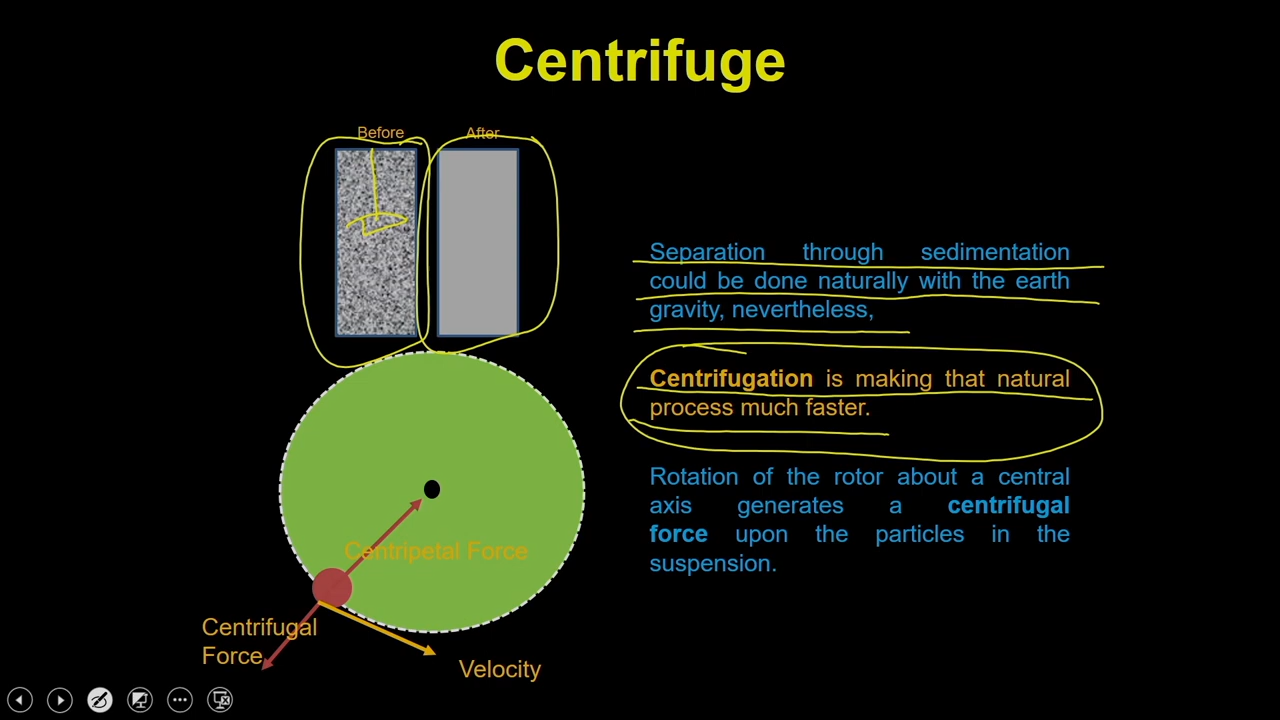 Centrifuge
Before
After
Separation through sedimentation
could be done naturally with the earth
gravity, nevertheless,
Centrifugation is making that natural
process much faster.
Rotation of the rotor about a central
axis generates a centrifugal
force upon the particles in the
suspension.
Centripetal Force
Centrifugal
Force
Velocity